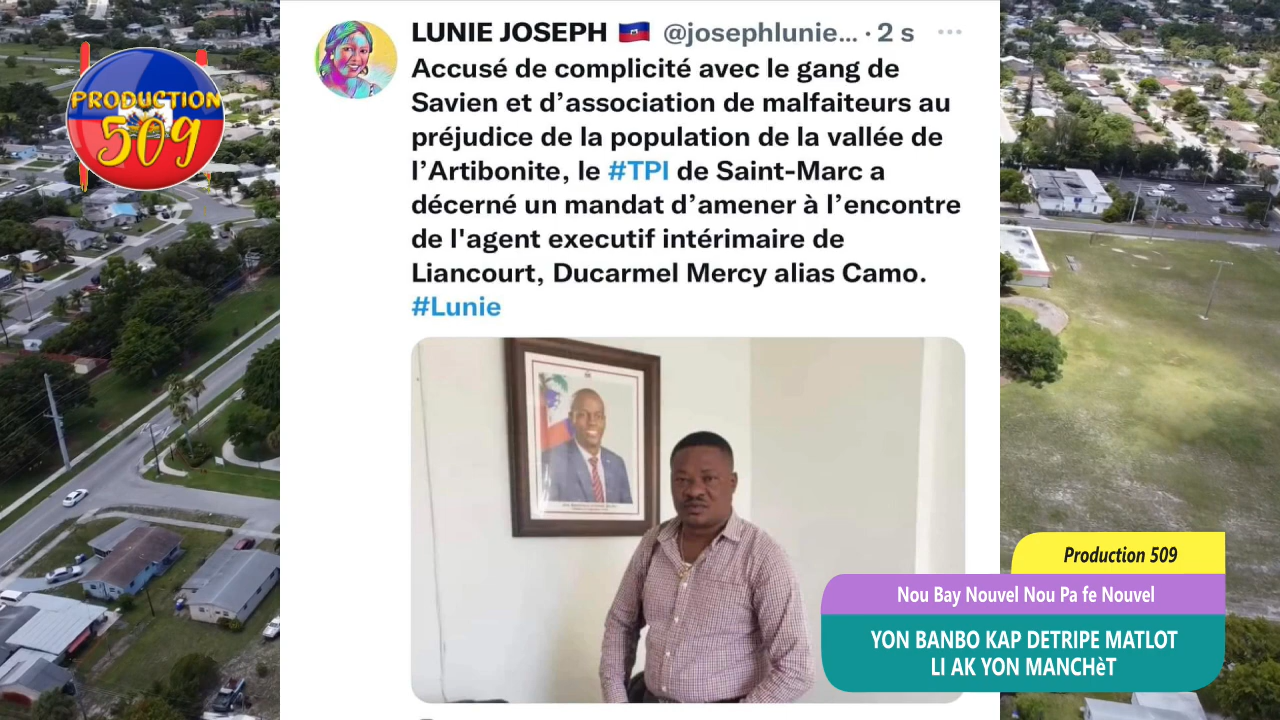 PRODUCTION
509
LUNIE JOSEPH 🇭🇹 @josephlunie... · 2 s
Accusé de complicité avec le gang de
Savien et d’association de malfaiteurs au
préjudice de la population de la vallée de
l’Artibonite, le #TPI de Saint-Marc a
décerné un mandat d’amener à l’encontre
de l'agent executif intérimaire de
Liancourt, Ducarmel Mercy alias Camo.
#Lunie
Production 509
Nou Bay Nouvel Nou Pa fe Nouvel
YON BANBO KAP DETRIPE MATLOT
LI AK YON MANCHèT